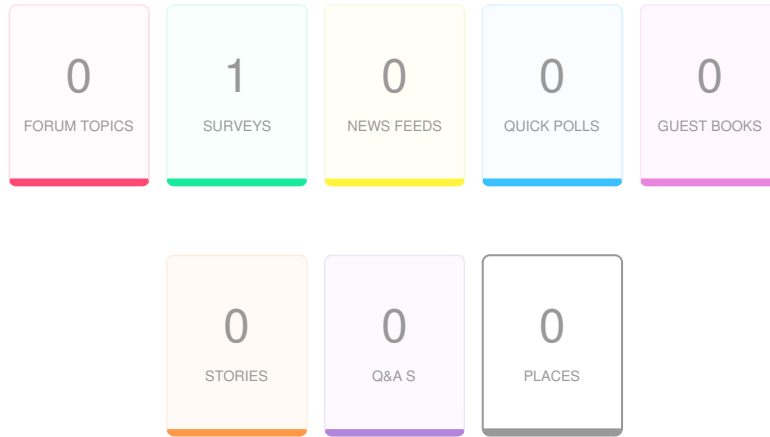 0
FORUM TOPICS
1
SURVEYS
0
NEWS FEEDS
0
QUICK POLLS
0
GUEST BOOKS
0
STORIES
0
Q&A S
0
PLACES